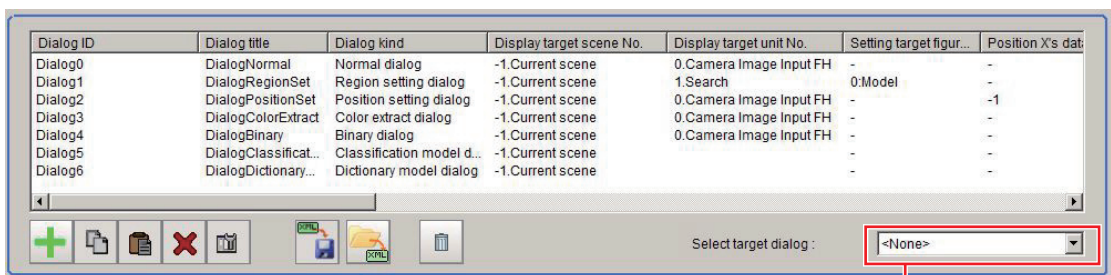 Dialog ID Dialog title Dialog kind Display target scene No. Display target unit No. Setting target figur... Position X's data
Dialog0 DialogNormal Normal dialog -1.Current scene 0.Camera Image Input FH - -
Dialog1 DialogRegionSet Region setting dialog -1.Current scene 1.Search 0:Model -
Dialog2 DialogPositionSet Position setting dialog -1.Current scene 0.Camera Image Input FH - -1
Dialog3 DialogColorExtract Color extract dialog -1.Current scene 0.Camera Image Input FH - -
Dialog4 DialogBinary Binary dialog -1.Current scene 0.Camera Image Input FH - -
Dialog5 DialogClassificat... Classification model d... -1.Current scene - -
Dialog6 DialogDictionary... Dictionary model dialog -1.Current scene - -
XML XML Select target dialog : <None>